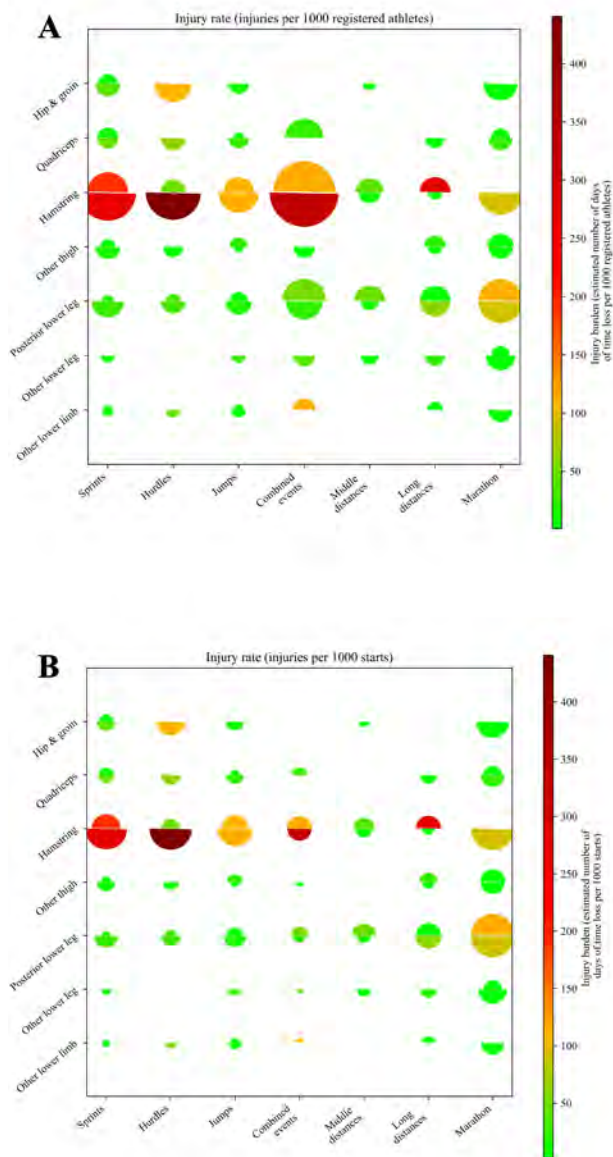 A
Injury rate (injuries per 1000 registered athletes)
Hip & groin
Quadriceps
Hamstring
Other thigh
Posterior lower leg
Other lower leg
Other lower limb
Sprints
Hurdles
Jumps
Combined
events
Middle
distances
Long
distances
Marathon
400
350
300
250
200
150
100
50
Injury burden (estimated number of days
of time loss per 1000 registered athletes)
B
Injury rate (injuries per 1000 starts)
Hip & groin
Quadriceps
Hamstring
Other thigh
Posterior lower leg
Other lower leg
Other lower limb
Sprints
Hurdles
Jumps
Combined
events
Middle
distances
Long
distances
Marathon
400
350
300
250
200
150
100
50
Injury burden (estimated number of
days of time loss per 1000 starts)